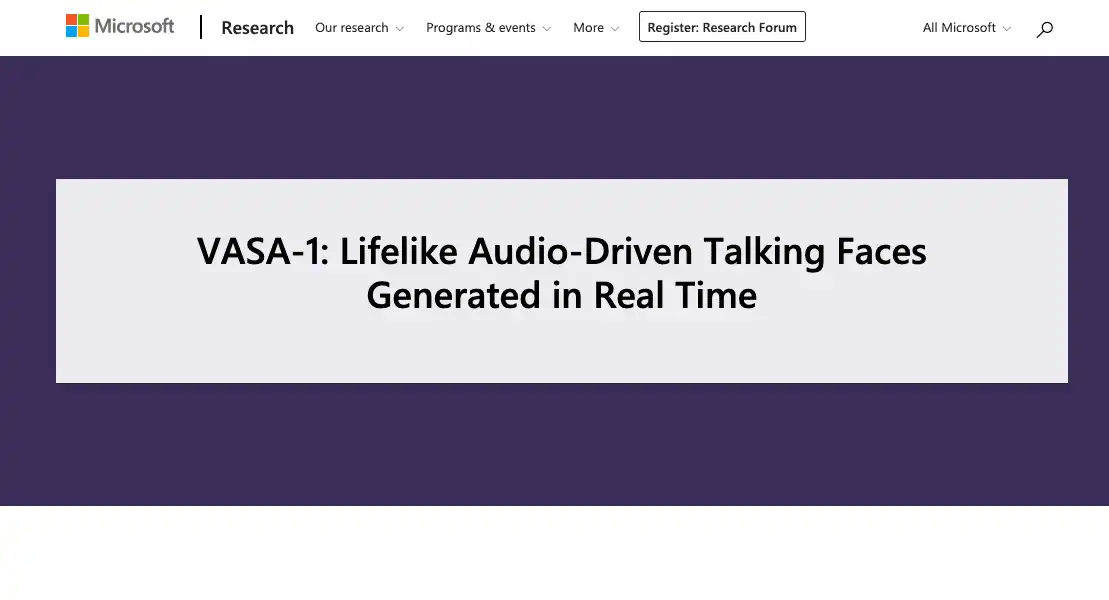 Microsoft Research Our research Programs & events More Register: Research Forum All Microsoft
VASA-1: Lifelike Audio-Driven Talking Faces
Generated in Real Time